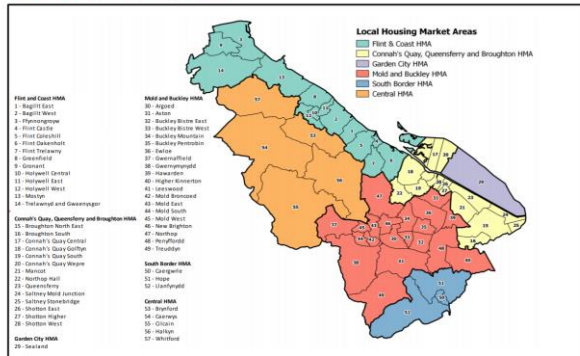 Local Housing Market Areas
Flint & Coast HMA
Connah's Quay, Queensferry and Broughton HMA
Garden City HMA
Mold and Buckley HMA
South Border HMA
Central HMA
Flint and Coast HMA
1 - Bagillt East
2 - Bagillt West
3 - Ffynnongroyw
4 - Flint Castle
5 - Flint Coleshill
6 - Flint Oakenholt
7 - Flint Trelawny
8 - Greenfield
9 - Gronant
10 - Holywell Central
11 - Holywell East
12 - Holywell West
13 - Mostyn
14 - Trelawnyd and Gwaenysgor
Connah's Quay, Queensferry and Broughton HMA
15 - Broughton North East
16 - Broughton South
17 - Connah's Quay Central
18 - Connah's Quay Golftyn
19 - Connah's Quay South
20 - Connah's Quay Wepre
21 - Mancot
22 - Northop Hall
23 - Queensferry
24 - Saltney Mold Junction
25 - Saltney Stonebridge
26 - Shotton East
27 - Shotton Higher
28 - Shotton West
Garden City HMA
29 - Sealand
Mold and Buckley HMA
30 - Argoed
31 - Aston
32 - Buckley Bistre East
33 - Buckley Bistre West
34 - Buckley Mountain
35 - Buckley Pentrobin
36 - Ewloe
37 - Gwernaffield
38 - Gwernymynydd
39 - Hawarden
40 - Higher Kinnerton
41 - Leeswood
42 - Mold Broncoed
43 - Mold East
44 - Mold South
45 - Mold West
46 - New Brighton
47 - Northop
48 - Penyffordd
49 - Treuddyn
South Border HMA
50 - Caergwrle
51 - Hope
52 - Llanfynydd
Central HMA
53 - Brynford
54 - Caerwys
55 - Cilcain
56 - Halkyn
57 - Whitford